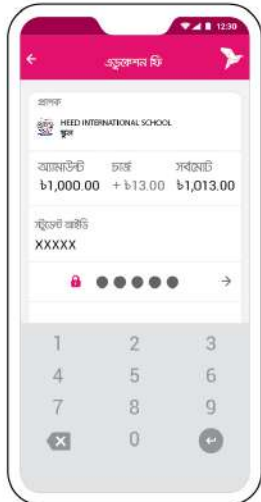 12:30
এডুকেশন ফি
প্রাপক
HEED INTERNATIONAL SCHOOL
স্কুল
অ্যামাউন্ট চার্জ সর্বমোট
৳1,000.00 + ৳13.00 ৳1,013.00
স্টুডেন্ট আইডি
XXXXX
1 2 3
4 5 6
7 8 9
0